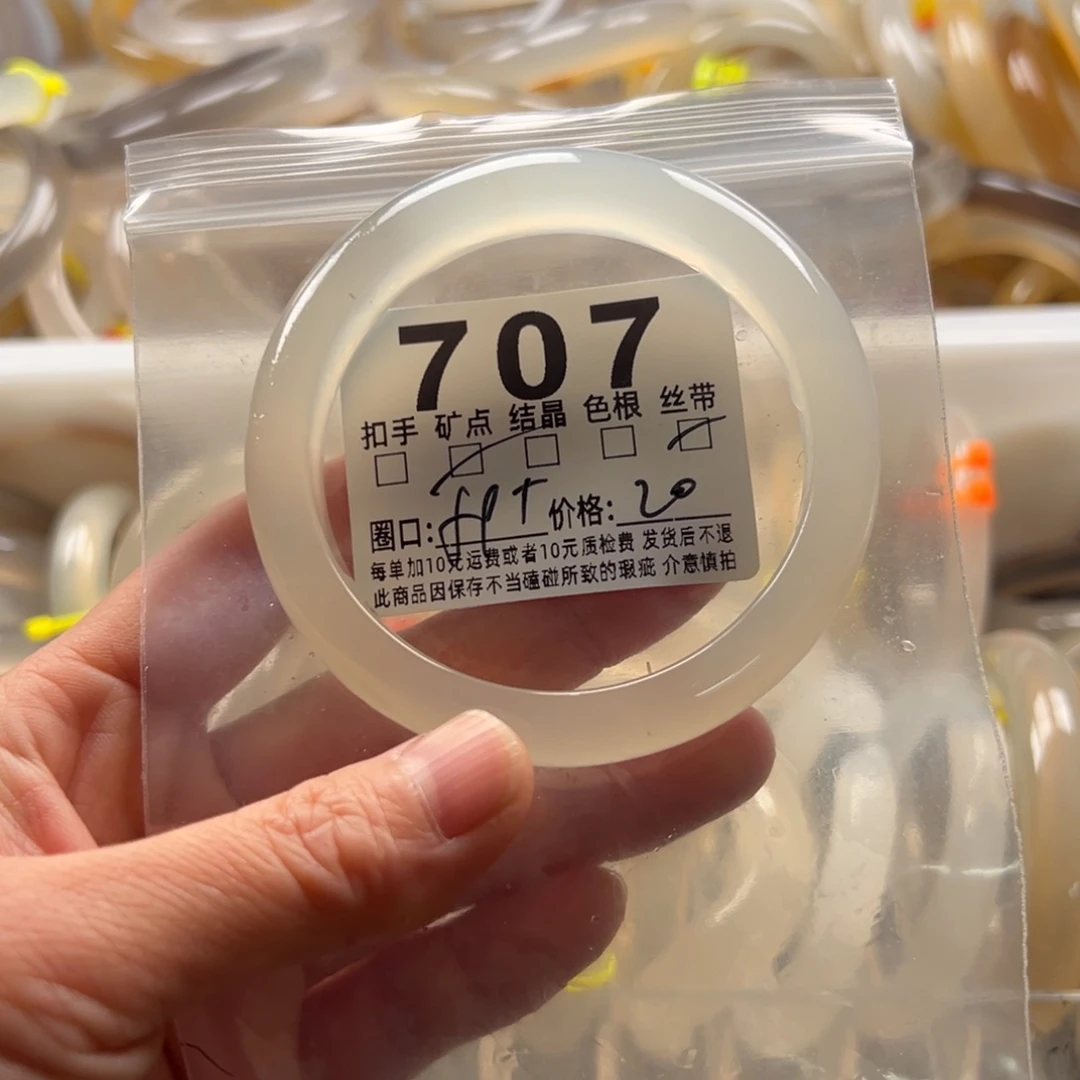 707
扣手 矿点 结晶 色根 丝带
圈口: 价格: 20
每单加10元运费或者10元质检费 发货后不退
此商品因保存不当磕碰所致的瑕疵 介意慎拍